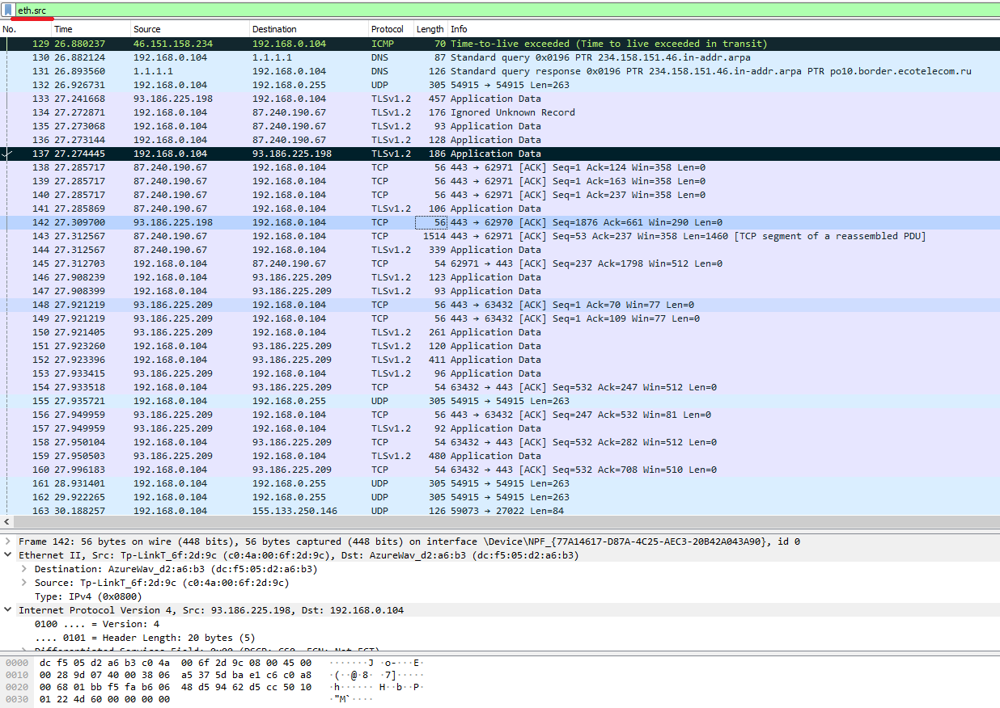 eth.src
No. Time Source Destination Protocol Length Info
129 26.880237 46.151.158.234 192.168.0.104 ICMP 70 Time-to-live exceeded (Time to live exceeded in transit)
130 26.882124 192.168.0.104 1.1.1.1 DNS 87 Standard query 0x0196 PTR 234.158.151.46.in-addr.arpa
131 26.893560 1.1.1.1 192.168.0.104 DNS 126 Standard query response 0x0196 PTR 234.158.151.46.in-addr.arpa PTR po10.border.ecotelecom.ru
132 26.926731 192.168.0.104 192.168.0.255 UDP 305 54915 → 54915 Len=263
133 27.241668 93.186.225.198 192.168.0.104 TLSv1.2 457 Application Data
134 27.272871 192.168.0.104 87.240.190.67 TLSv1.2 176 Ignored Unknown Record
135 27.273068 192.168.0.104 87.240.190.67 TLSv1.2 93 Application Data
136 27.273144 192.168.0.104 87.240.190.67 TLSv1.2 128 Application Data
137 27.274445 192.168.0.104 93.186.225.198 TLSv1.2 186 Application Data
138 27.285717 87.240.190.67 192.168.0.104 TCP 56 443 → 62971 [ACK] Seq=1 Ack=124 Win=358 Len=0
139 27.285717 87.240.190.67 192.168.0.104 TCP 56 443 → 62971 [ACK] Seq=1 Ack=163 Win=358 Len=0
140 27.285717 87.240.190.67 192.168.0.104 TCP 56 443 → 62971 [ACK] Seq=1 Ack=237 Win=358 Len=0
141 27.285869 87.240.190.67 192.168.0.104 TLSv1.2 106 Application Data
142 27.309700 93.186.225.198 192.168.0.104 TCP 56 443 → 62970 [ACK] Seq=1876 Ack=661 Win=290 Len=0
143 27.312567 87.240.190.67 192.168.0.104 TCP 1514 443 → 62971 [ACK] Seq=53 Ack=237 Win=358 Len=1460 [TCP segment of a reassembled PDU]
144 27.312567 87.240.190.67 192.168.0.104 TLSv1.2 339 Application Data
145 27.312703 192.168.0.104 87.240.190.67 TCP 54 62971 → 443 [ACK] Seq=237 Ack=1798 Win=512 Len=0
146 27.908239 192.168.0.104 93.186.225.209 TLSv1.2 123 Application Data
147 27.908399 192.168.0.104 93.186.225.209 TLSv1.2 93 Application Data
148 27.921219 93.186.225.209 192.168.0.104 TCP 56 443 → 63432 [ACK] Seq=1 Ack=70 Win=77 Len=0
149 27.921219 93.186.225.209 192.168.0.104 TCP 56 443 → 63432 [ACK] Seq=1 Ack=109 Win=77 Len=0
150 27.921405 93.186.225.209 192.168.0.104 TLSv1.2 261 Application Data
151 27.923260 192.168.0.104 93.186.225.209 TLSv1.2 120 Application Data
152 27.923396 192.168.0.104 93.186.225.209 TLSv1.2 411 Application Data
153 27.933415 93.186.225.209 192.168.0.104 TLSv1.2 96 Application Data
154 27.933518 192.168.0.104 93.186.225.209 TCP 54 63432 → 443 [ACK] Seq=532 Ack=247 Win=512 Len=0
155 27.935721 192.168.0.104 192.168.0.255 UDP 305 54915 → 54915 Len=263
156 27.949959 93.186.225.209 192.168.0.104 TCP 56 443 → 63432 [ACK] Seq=247 Ack=532 Win=81 Len=0
157 27.949959 93.186.225.209 192.168.0.104 TLSv1.2 92 Application Data
158 27.950104 192.168.0.104 93.186.225.209 TCP 54 63432 → 443 [ACK] Seq=532 Ack=282 Win=512 Len=0
159 27.950503 93.186.225.209 192.168.0.104 TLSv1.2 480 Application Data
160 27.996183 192.168.0.104 93.186.225.209 TCP 54 63432 → 443 [ACK] Seq=532 Ack=708 Win=510 Len=0
161 28.931401 192.168.0.104 192.168.0.255 UDP 305 54915 → 54915 Len=263
162 29.922265 192.168.0.104 192.168.0.255 UDP 305 54915 → 54915 Len=263
163 30.188257 192.168.0.104 155.133.250.146 UDP 126 59073 → 27022 Len=84
Frame 142: 56 bytes on wire (448 bits), 56 bytes captured (448 bits) on interface \Device\NPF_{77A14617-D87A-4C25-AEC3-20B42A043A90}, id 0
Ethernet II, Src: Tp-LinkT_6f:2d:9c (c0:4a:00:6f:2d:9c), Dst: AzureWav_d2:a6:b3 (dc:f5:05:d2:a6:b3)
Destination: AzureWav_d2:a6:b3 (dc:f5:05:d2:a6:b3)
Source: Tp-LinkT_6f:2d:9c (c0:4a:00:6f:2d:9c)
Type: IPv4 (0x0800)
Internet Protocol Version 4, Src: 93.186.225.198, Dst: 192.168.0.104
0100 .... = Version: 4
.... 0101 = Header Length: 20 bytes (5)
Differentiated Services Field: 0x00 (DSCP: CS0, ECN: Not-ECT)
0000 dc f5 05 d2 a6 b3 c0 4a 00 6f 2d 9c 08 00 45 00 ·······J ·o-···E·
0010 00 28 9d 07 40 00 38 06 a5 37 5d ba e1 c6 c0 a8 ·(··@·8· ·7]·····
0020 00 68 01 bb f5 fa b6 06 48 d5 94 62 d5 cc 50 10 ·h······ H··b··P·
0030 01 22 4d 60 00 00 00 00 ·"M`····